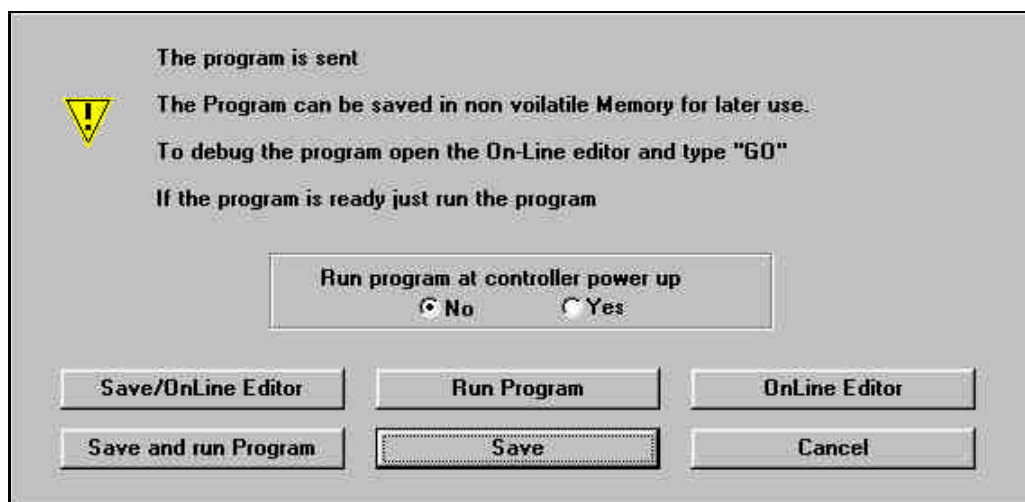 The program is sent
The Program can be saved in non voilatile Memory for later use.
To debug the program open the On-Line editor and type "GO"
If the program is ready just run the program
Run program at controller power up
No Yes
Save/OnLine Editor Run Program OnLine Editor
Save and run Program Save Cancel